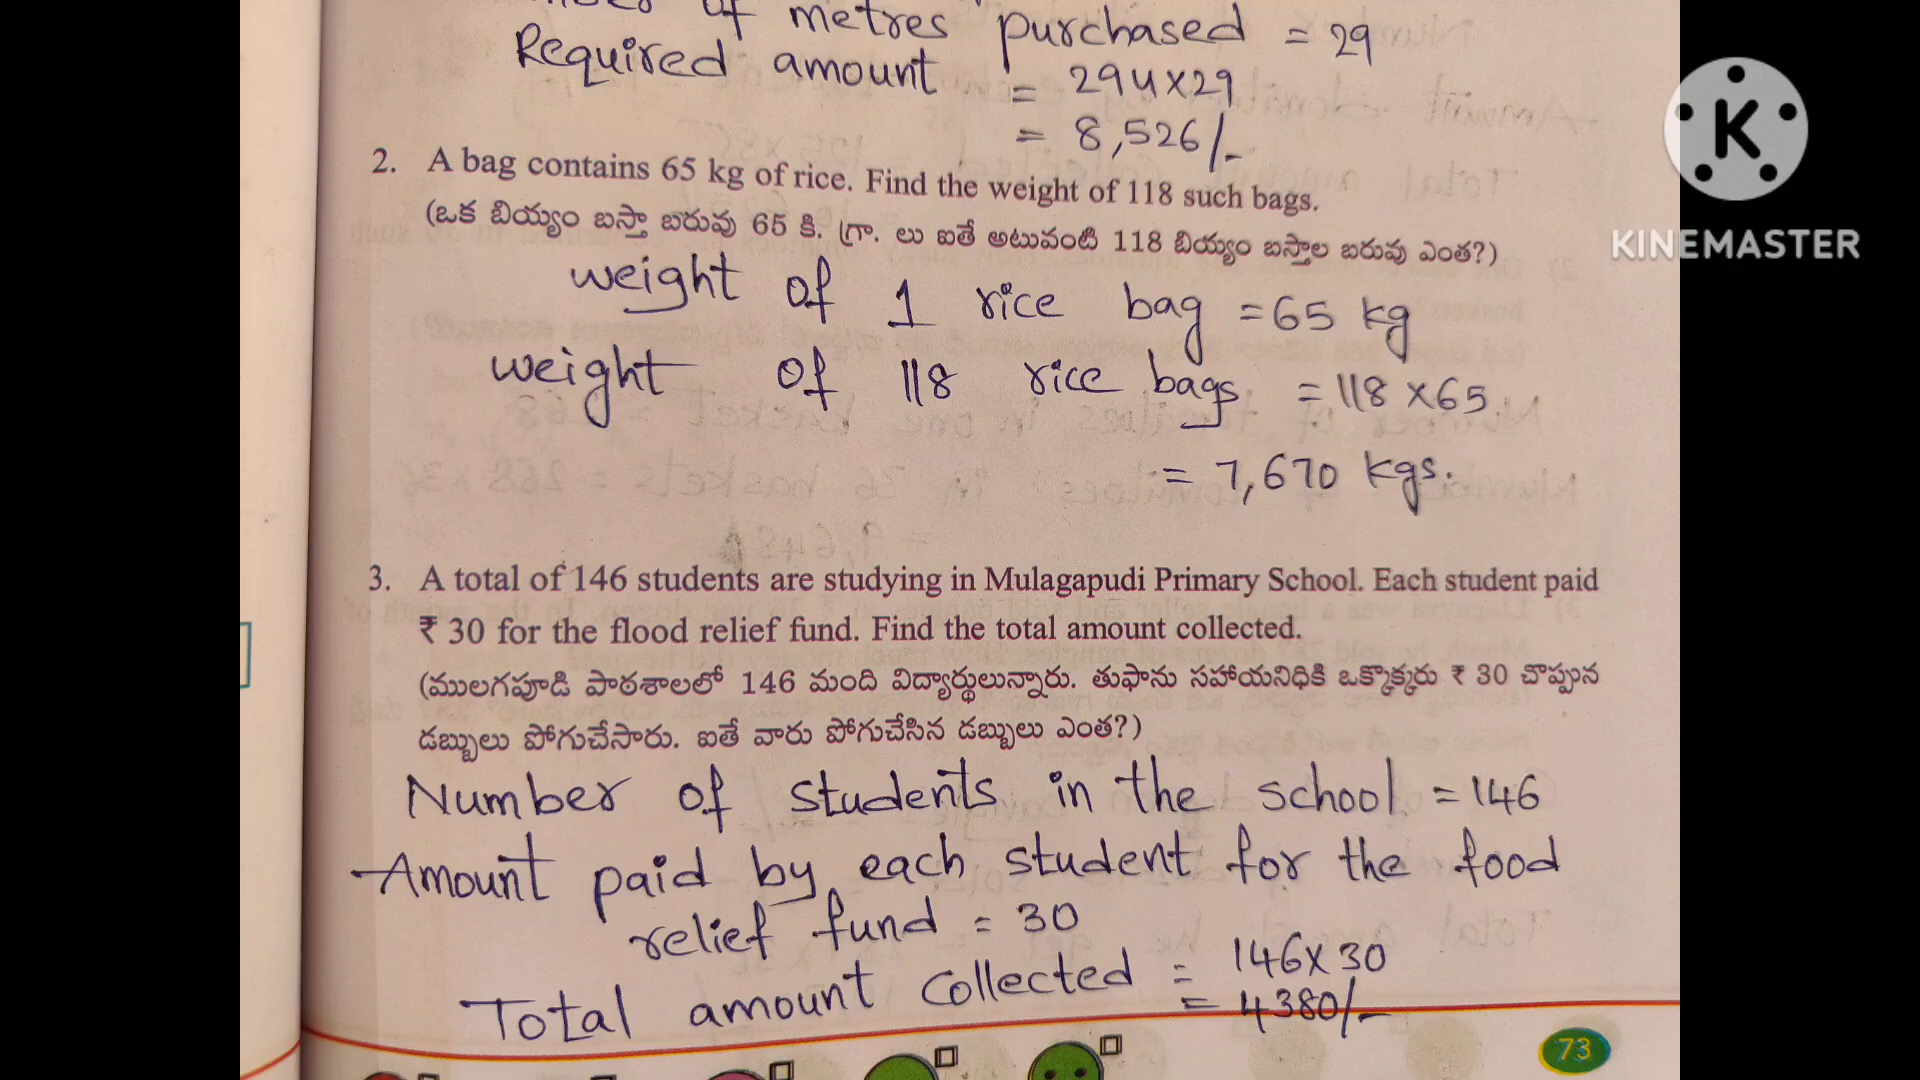 of metres purchased = 29
Required amount = 294x29
= 8,526/-
2. A bag contains 65 kg of rice. Find the weight of 118 such bags.
(ఒక బియ్యం బస్తా బరువు 65 కి. గ్రా. లు ఐతే అటువంటి 118 బియ్యం బస్తాల బరువు ఎంత?)
weight of 1 rice bag = 65 kg
weight of 118 rice bags = 118 x65
= 7,670 kgs.
3. A total of 146 students are studying in Mulagapudi Primary School. Each student paid
₹ 30 for the flood relief fund. Find the total amount collected.
(ములగపూడి పాఠశాలలో 146 మంది విద్యార్థులున్నారు. తుఫాను సహాయనిధికి ఒక్కొక్కరు ₹ 30 చొప్పున
డబ్బులు పోగుచేసారు. ఐతే వారు పోగుచేసిన డబ్బులు ఎంత?)
Number of students in the school = 146
Amount paid by each student for the food
relief fund = 30
Total amount collected = 146x30
= 4380/-
73
K
KINEMASTER